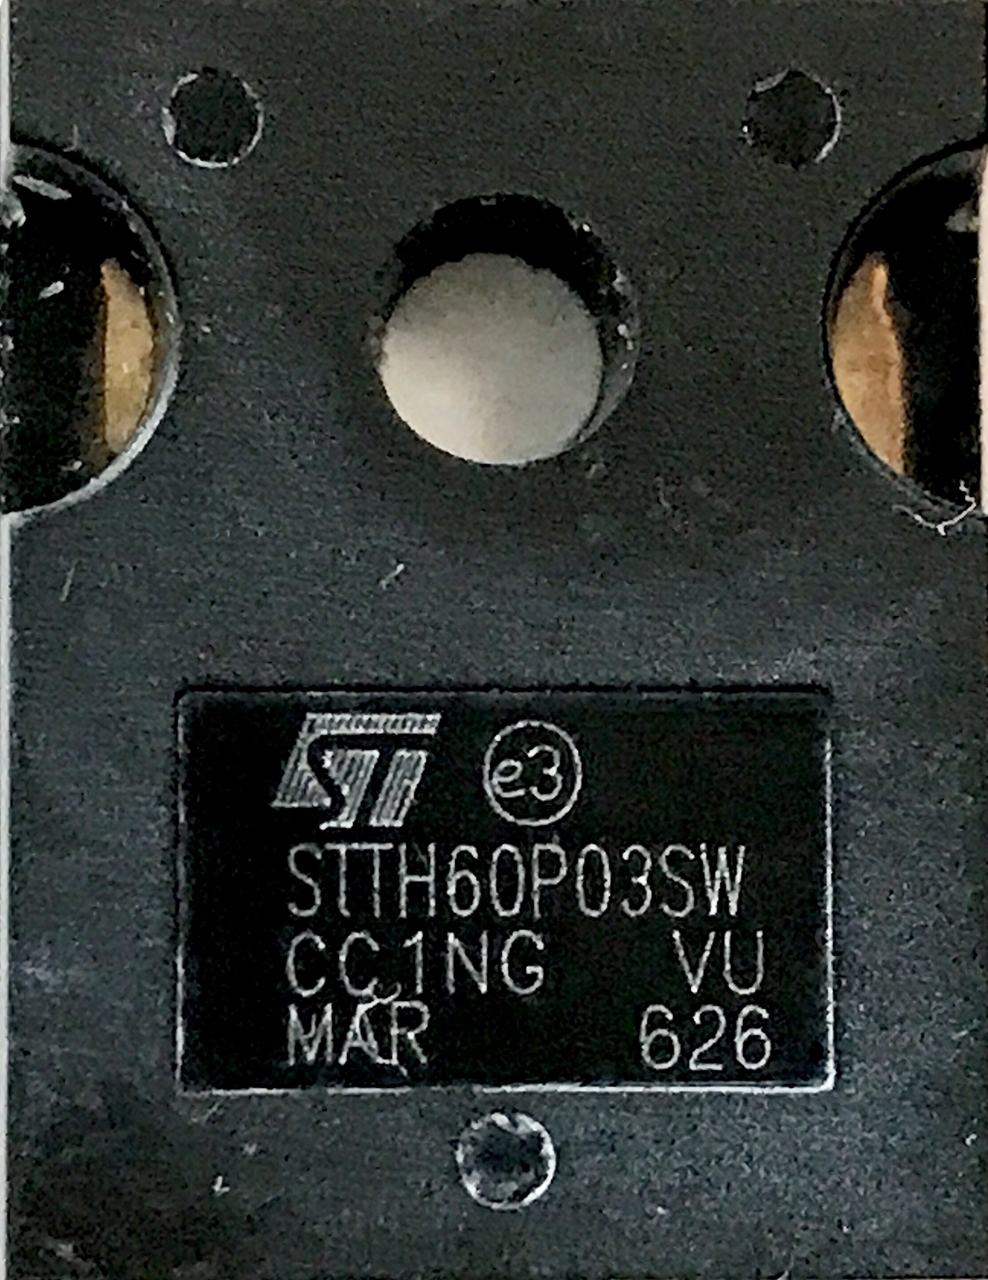 ST e3
STTH60P03SW
CC1NG VU
MAR 626